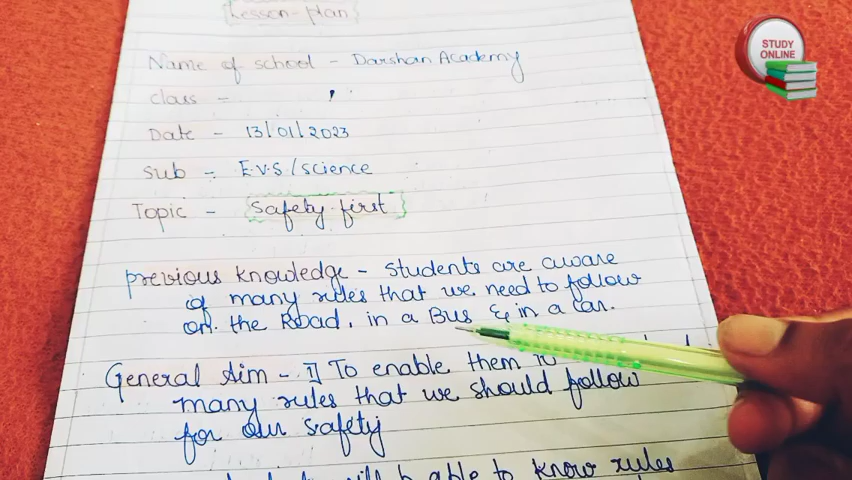 Lesson-plan
STUDY
ONLINE
Name of school - Darshan Academy
class -
Date - 13/01/2023
Sub - E.V.S/science
Topic - Safety first
previous knowledge - Students are aware
of many rules that we need to follow
on the Road, in a Bus & in a Car.
General Aim - 1] To enable them to
many rules that we should follow
for our safety
able to know rules